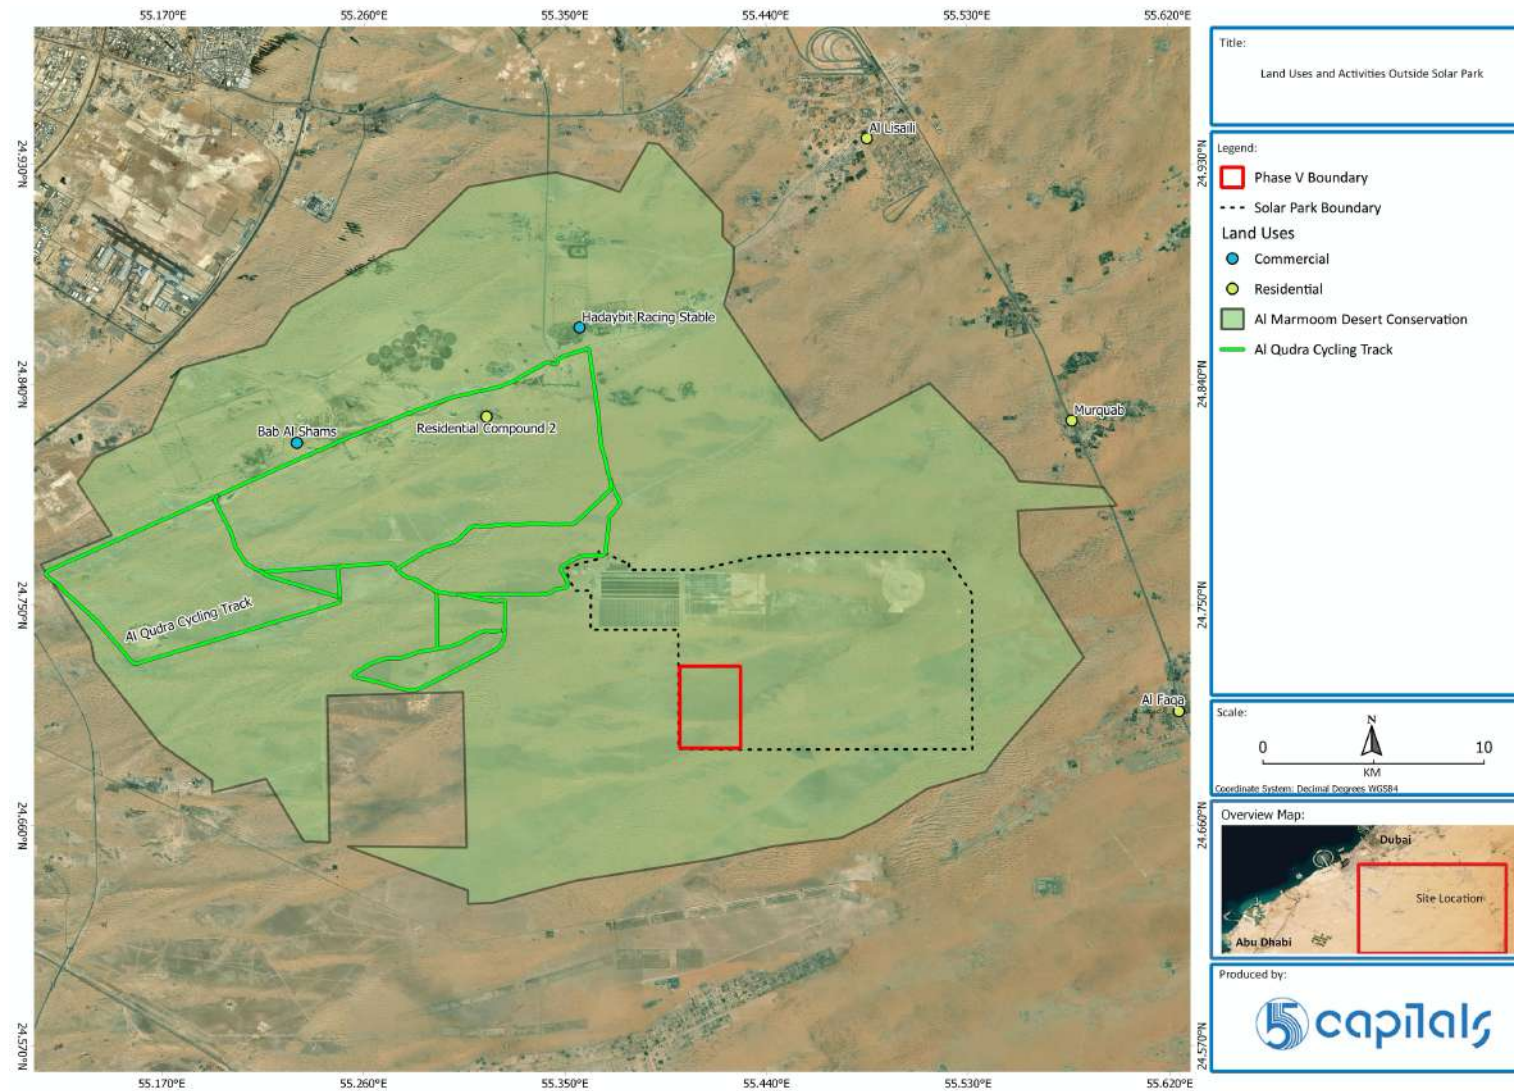 55.170°E
55.260°E
55.350°E
55.440°E
55.530°E
55.620°E
24.930°N
24.840°N
24.750°N
24.660°N
24.570°N
Al Lisaili
Hadaybit Racing Stable
Murquab
Bab Al Shams
Residential Compound 2
Al Qudra Cycling Track
Al Faqa
24.930°N
24.840°N
24.750°N
24.660°N
24.570°N
55.170°E
55.260°E
55.350°E
55.440°E
55.530°E
55.620°E
Title:
Land Uses and Activities Outside Solar Park
Legend:
Phase V Boundary
Solar Park Boundary
Land Uses
Commercial
Residential
Al Marmoom Desert Conservation
Al Qudra Cycling Track
Scale:
N
0
10
KM
Coordinate System: Decimal Degrees WGS84
Overview Map:
Dubai
Site Location
Abu Dhabi
Produced by:
5 capitals